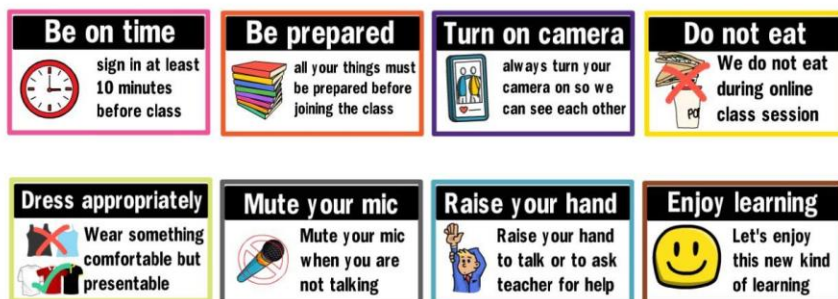 Be on time
sign in at least
10 minutes
before class
Be prepared
all your things must
be prepared before
joining the class
Turn on camera
always turn your
camera on so we
can see each other
Do not eat
We do not eat
during online
class session
Dress appropriately
Wear something
comfortable but
presentable
Mute your mic
Mute your mic
when you are
not talking
Raise your hand
Raise your hand
to talk or to ask
teacher for help
Enjoy learning
Let's enjoy
this new kind
of learning